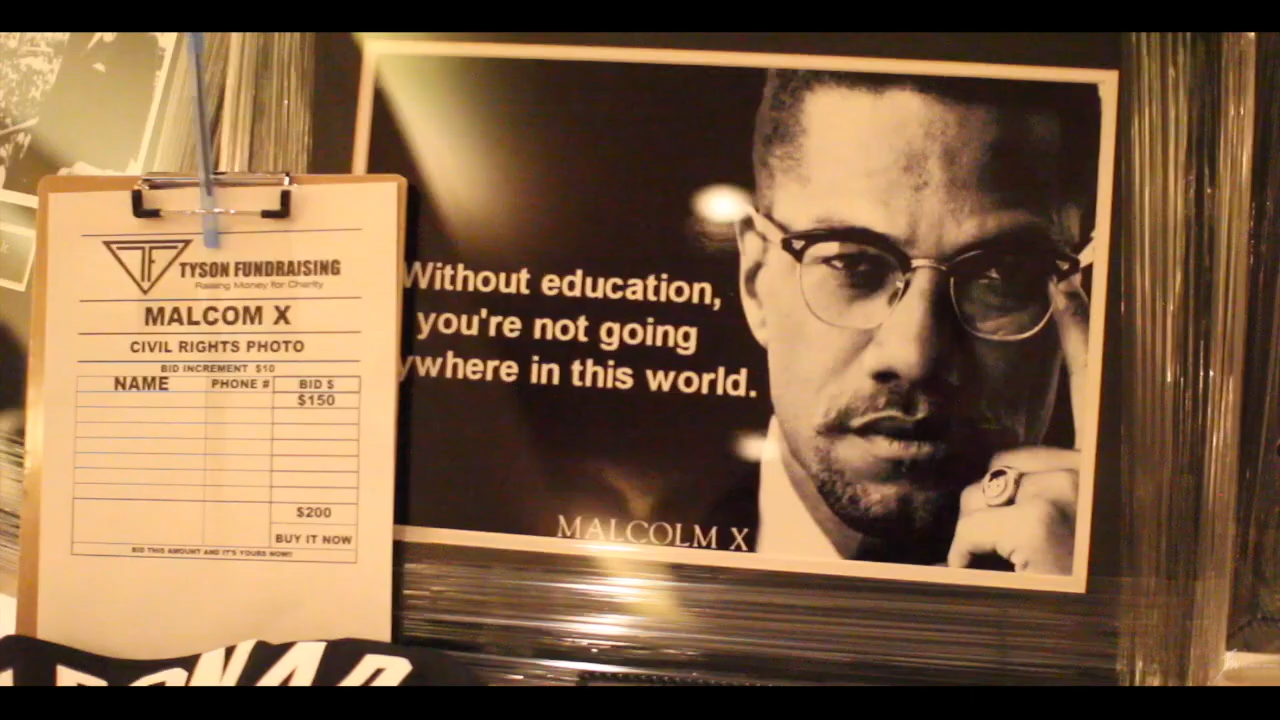 TF
TYSON FUNDRAISING
Raising Money for Charity
MALCOM X
CIVIL RIGHTS PHOTO
BID INCREMENT $10
NAME PHONE # BID $
$150
$200
BUY IT NOW
BID THIS AMOUNT AND IT'S YOURS NOW!!
Without education,
you're not going
ywhere in this world.
MALCOLM X